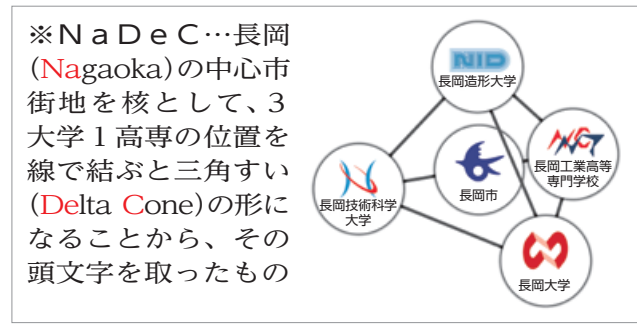 ※ＮａＤｅＣ…長岡
(Nagaoka)の中心市
街地を核として、３
大学１高専の位置を
線で結ぶと三角すい
(Delta Cone)の形に
なることから、その
頭文字を取ったもの
NID
長岡造形大学
長岡工業高等
専門学校
長岡市
長岡技術科学
大学
長岡大学